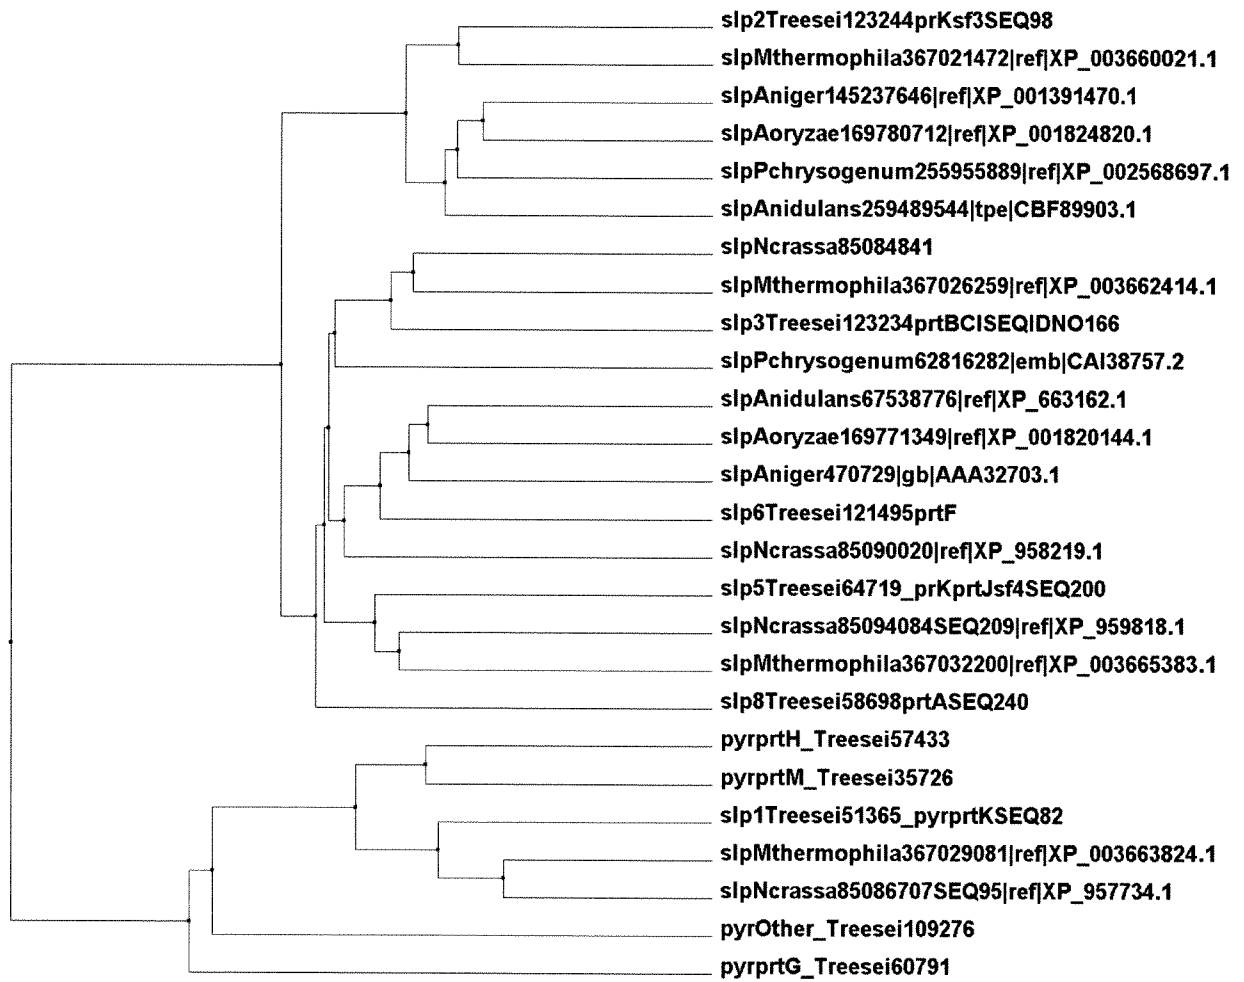 slp2Treesei123244prKsf3SEQ98
slpMthermophila367021472|ref|XP_003660021.1
slpAniger145237646|ref|XP_001391470.1
slpAoryzae169780712|ref|XP_001824820.1
slpPchrysogenum255955889|ref|XP_002568697.1
slpAnidulans259489544|tpe|CBF89903.1
slpNcrassa85084841
slpMthermophila367026259|ref|XP_003662414.1
slp3Treesei123234prtBCISEQIDNO166
slpPchrysogenum62816282|emb|CAI38757.2
slpAnidulans67538776|ref|XP_663162.1
slpAoryzae169771349|ref|XP_001820144.1
slpAniger470729|gb|AAA32703.1
slp6Treesei121495prtF
slpNcrassa85090020|ref|XP_958219.1
slp5Treesei64719_prKprtJsf4SEQ200
slpNcrassa85094084SEQ209|ref|XP_959818.1
slpMthermophila367032200|ref|XP_003665383.1
slp8Treesei58698prtASEQ240
pyrprtH_Treesei57433
pyrprtM_Treesei35726
slp1Treesei51365_pyrprtKSEQ82
slpMthermophila367029081|ref|XP_003663824.1
slpNcrassa85086707SEQ95|ref|XP_957734.1
pyrOther_Treesei109276
pyrprtG_Treesei60791